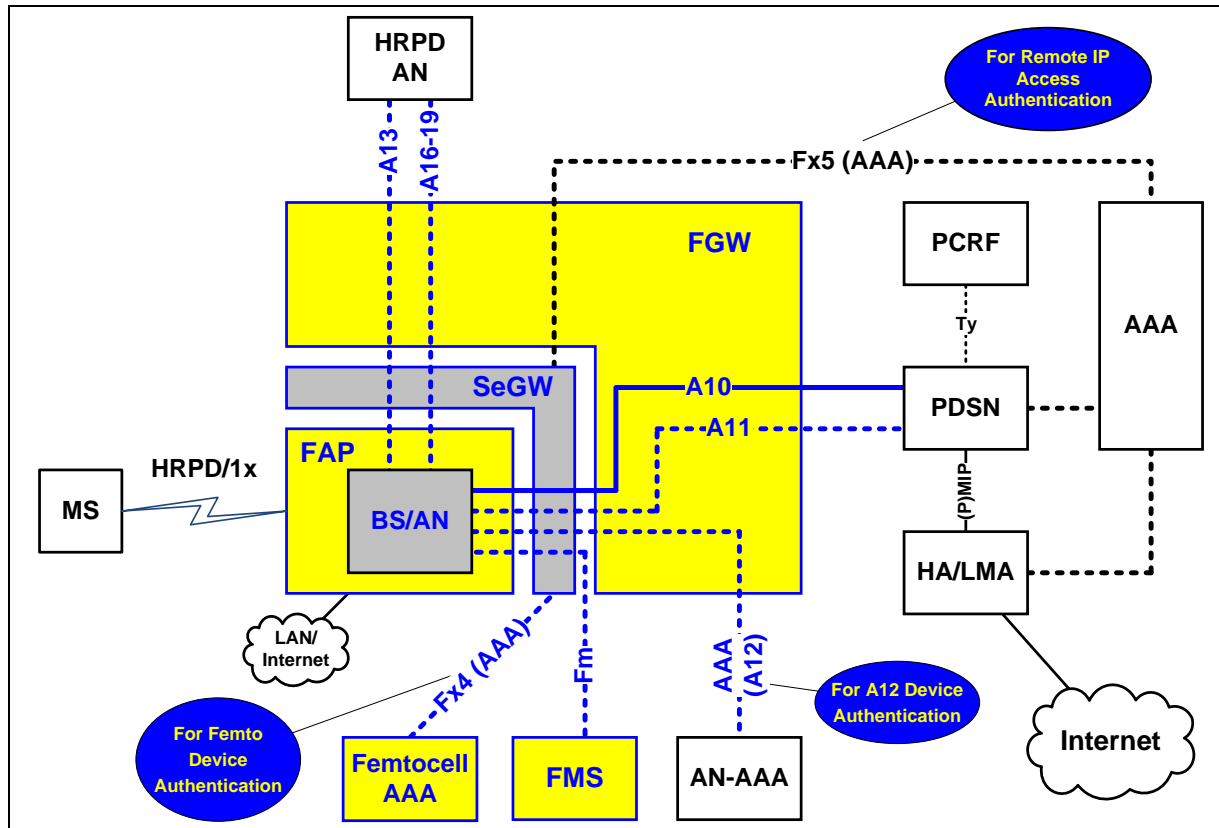 HRPD
AN
For Remote IP
Access
Authentication
A13
A16-19
Fx5 (AAA)
FGW
PCRF
AAA
Ty
SeGW
A10
PDSN
A11
FAP
HRPD/1x
MS
BS/AN
(P)MIP
HA/LMA
LAN/
Internet
Fx4 (AAA)
Fm
AAA
(A12)
For A12 Device
Authentication
For Femto
Device
Authentication
Femtocell
AAA
FMS
AN-AAA
Internet